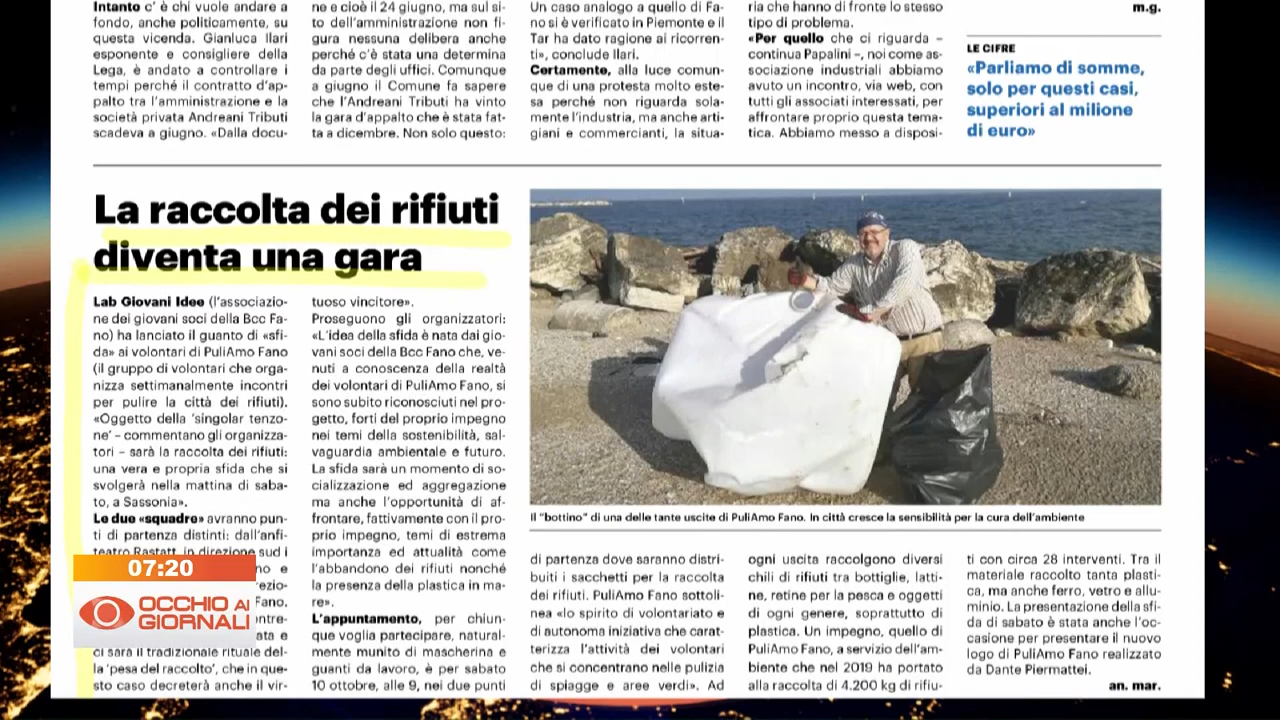 Intanto c'è chi vuole andare a
fondo, anche politicamente, su
questa vicenda. Gianluca Ilari
esponente e consigliere della
Lega, è andato a controllare i
tempi perché il contratto d'ap-
palto tra l'amministrazione e la
società privata Andreani Tributi
scadeva a giugno. «Dalla docu-
ne e cioè il 24 giugno, ma sul si-
to dell'amministrazione non fi-
gura nessuna delibera anche
perché c'è stata una determina
da parte degli uffici. Comunque
a giugno il Comune fa sapere
che l'Andreani Tributi ha vinto
la gara d'appalto che è stata fat-
ta a dicembre. Non solo questo:
Un caso analogo a quello di Fa-
no si è verificato in Piemonte e il
Tar ha dato ragione ai ricorren-
ti», conclude Ilari.
Certamente, alla luce comun-
que di una protesta molto este-
sa perché non riguarda sola-
mente l'industria, ma anche arti-
giani e commercianti, la situa-
ria che hanno di fronte lo stesso
tipo di problema.
«Per quello che ci riguarda –
continua Papalini –, noi come as-
sociazione industriali abbiamo
avuto un incontro, via web, con
tutti gli associati interessati, per
affrontare proprio questa tema-
tica. Abbiamo messo a disposi-
m.g.
LE CIFRE
«Parliamo di somme,
solo per questi casi,
superiori al milione
di euro»
La raccolta dei rifiuti
diventa una gara
Lab Giovani Idee (l'associazio-
ne dei giovani soci della Bcc Fa-
no) ha lanciato il guanto di «sfi-
da» ai volontari di PuliAmo Fano
(il gruppo di volontari che orga-
nizza settimanalmente incontri
per pulire la città dei rifiuti).
«Oggetto della 'singolar tenzo-
ne' – commentano gli organizza-
tori – sarà la raccolta dei rifiuti:
una vera e propria sfida che si
svolgerà nella mattina di saba-
to, a Sassonia».
Le due «squadre» avranno pun-
ti di partenza distinti: dall'anfi-
teatro Rastatt, in direzione sud i
no e
rezio-
Fano.
ontre-
ata e
ci sarà il tradizionale rituale del-
la 'pesa del raccolto', che in que-
sto caso decreterà anche il vir-
tuoso vincitore».
Proseguono gli organizzatori:
«L'idea della sfida è nata dai gio-
vani soci della Bcc Fano che, ve-
nuti a conoscenza della realtà
dei volontari di PuliAmo Fano, si
sono subito riconosciuti nel pro-
getto, forti del proprio impegno
nei temi della sostenibilità, sal-
vaguardia ambientale e futuro.
La sfida sarà un momento di so-
cializzazione ed aggregazione
ma anche l'opportunità di af-
frontare, fattivamente con il pro-
prio impegno, temi di estrema
importanza ed attualità come
l'abbandono dei rifiuti nonché
la presenza della plastica in ma-
re».
L'appuntamento, per chiun-
que voglia partecipare, natural-
mente munito di mascherina e
guanti da lavoro, è per sabato
10 ottobre, alle 9, nei due punti
Il "bottino" di una delle tante uscite di PuliAmo Fano. In città cresce la sensibilità per la cura dell'ambiente
di partenza dove saranno distri-
buiti i sacchetti per la raccolta
dei rifiuti. PuliAmo Fano sottoli-
nea «lo spirito di volontariato e
di autonoma iniziativa che carat-
terizza l'attività dei volontari
che si concentrano nelle pulizia
di spiagge e aree verdi». Ad
ogni uscita raccolgono diversi
chili di rifiuti tra bottiglie, latti-
ne, retine per la pesca e oggetti
di ogni genere, soprattutto di
plastica. Un impegno, quello di
PuliAmo Fano, a servizio dell'am-
biente che nel 2019 ha portato
alla raccolta di 4.200 kg di rifiu-
ti con circa 28 interventi. Tra il
materiale raccolto tanta plasti-
ca, ma anche ferro, vetro e allu-
minio. La presentazione della sfi-
da di sabato è stata anche l'oc-
casione per presentare il nuovo
logo di PuliAmo Fano realizzato
da Dante Piermattei.
an. mar.
07:20
OCCHIO AI
GIORNALI